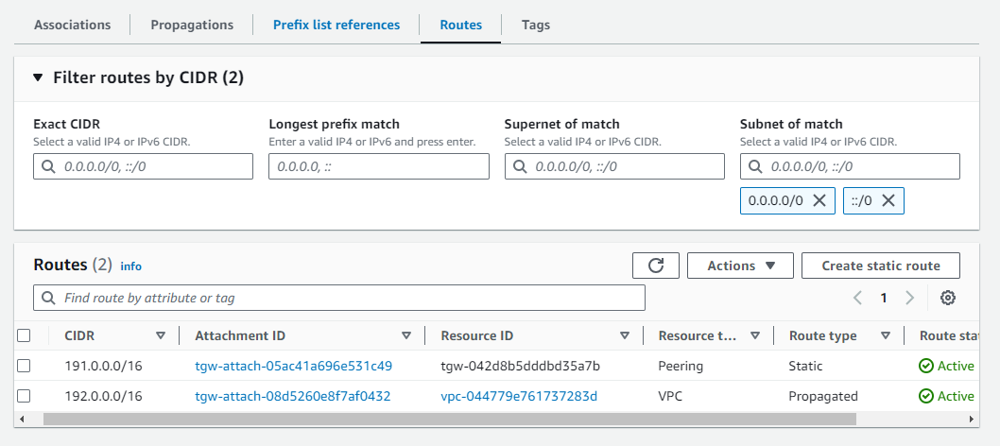 Associations Propagations Prefix list references Routes Tags
Filter routes by CIDR (2)
Exact CIDR Longest prefix match Supernet of match Subnet of match
Select a valid IP4 or IPv6 CIDR. Enter a valid IP4 or IPv6 and press enter. Select a valid IP4 or IPv6 CIDR. Select a valid IP4 or IPv6 CIDR.
0.0.0.0/0, ::/0 0.0.0.0, :: 0.0.0.0/0, ::/0 0.0.0.0/0, ::/0
0.0.0.0/0 ::/0
Routes (2) info Actions Create static route
Find route by attribute or tag 1
CIDR Attachment ID Resource ID Resource t... Route type Route sta
191.0.0.0/16 tgw-attach-05ac41a696e531c49 tgw-042d8b5dddbd35a7b Peering Static Active
192.0.0.0/16 tgw-attach-08d5260e8f7af0432 vpc-044779e761737283d VPC Propagated Active